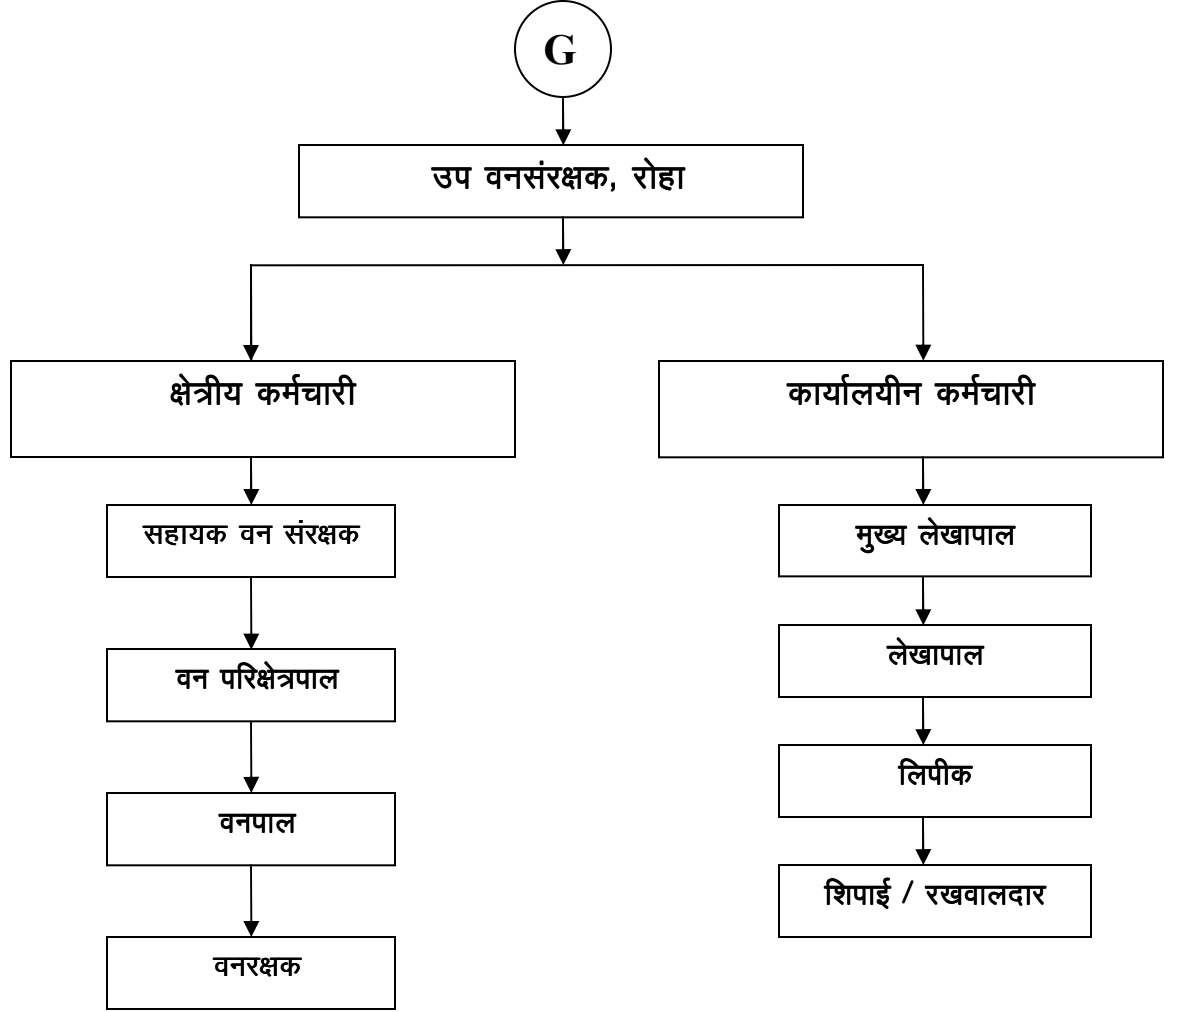 G
उप वनसंरक्षक, रोहा
क्षेत्रीय कर्मचारी
कार्यालयीन कर्मचारी
सहायक वन संरक्षक
मुख्य लेखापाल
वन परिक्षेत्रपाल
लेखापाल
वनपाल
लिपीक
वनरक्षक
शिपाई / रखवालदार